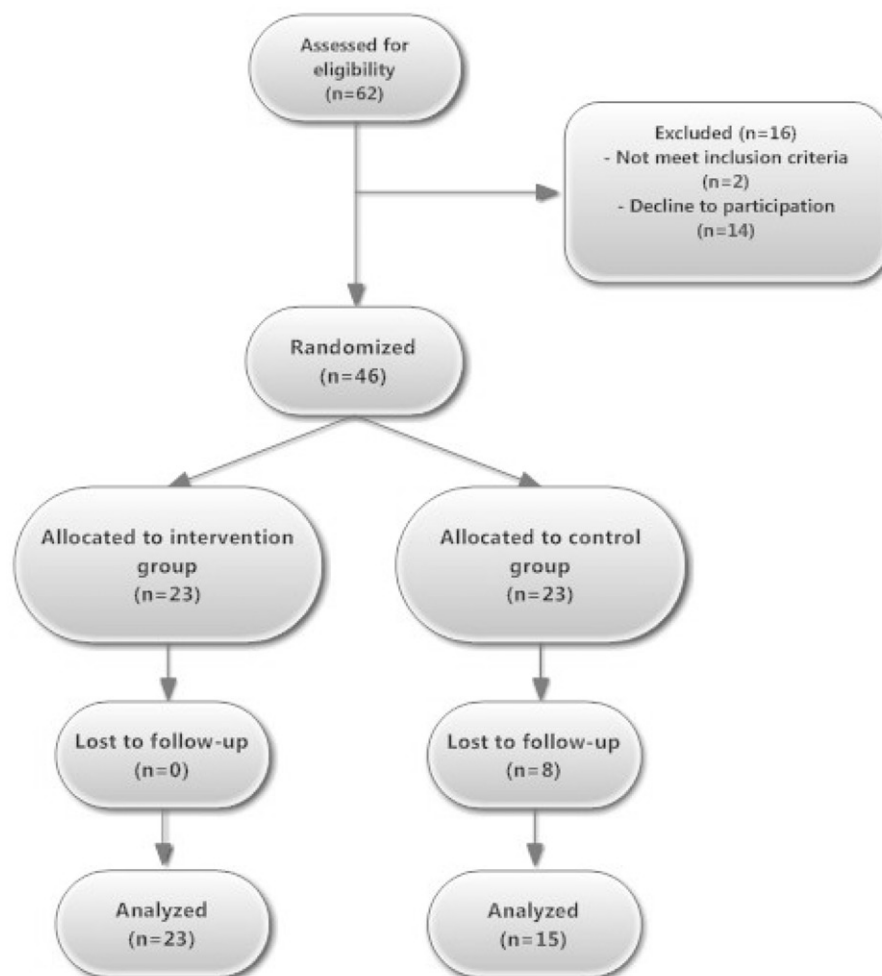 Assessed for
eligibility
(n=62)
Excluded (n=16)
- Not meet inclusion criteria
(n=2)
- Decline to participation
(n=14)
Randomized
(n=46)
Allocated to intervention
group
(n=23)
Allocated to control
group
(n=23)
Lost to follow-up
(n=0)
Lost to follow-up
(n=8)
Analyzed
(n=23)
Analyzed
(n=15)